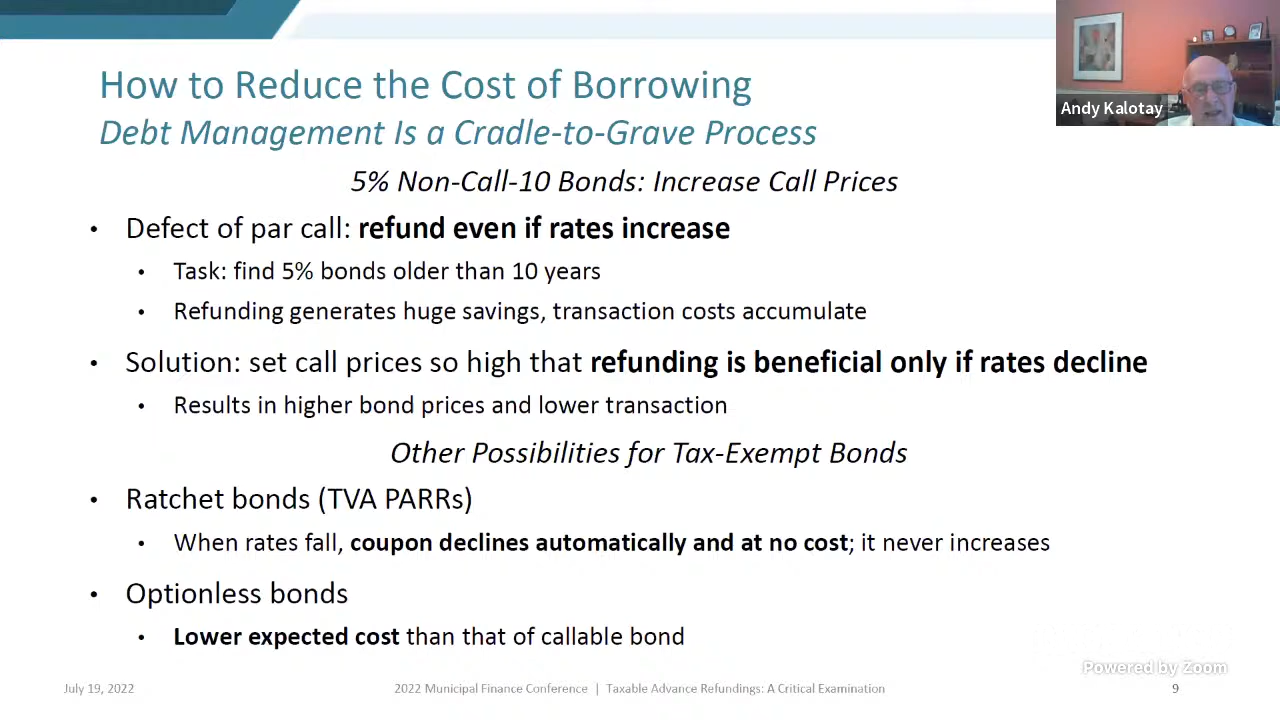 How to Reduce the Cost of Borrowing
Andy Kalotay
Debt Management Is a Cradle-to-Grave Process
5% Non-Call-10 Bonds: Increase Call Prices
• Defect of par call: refund even if rates increase
• Task: find 5% bonds older than 10 years
• Refunding generates huge savings, transaction costs accumulate
• Solution: set call prices so high that refunding is beneficial only if rates decline
• Results in higher bond prices and lower transaction
Other Possibilities for Tax-Exempt Bonds
• Ratchet bonds (TVA PARRs)
• When rates fall, coupon declines automatically and at no cost; it never increases
• Optionless bonds
• Lower expected cost than that of callable bond
Powered by Zoom
July 19, 2022
2022 Municipal Finance Conference | Taxable Advance Refundings: A Critical Examination
9